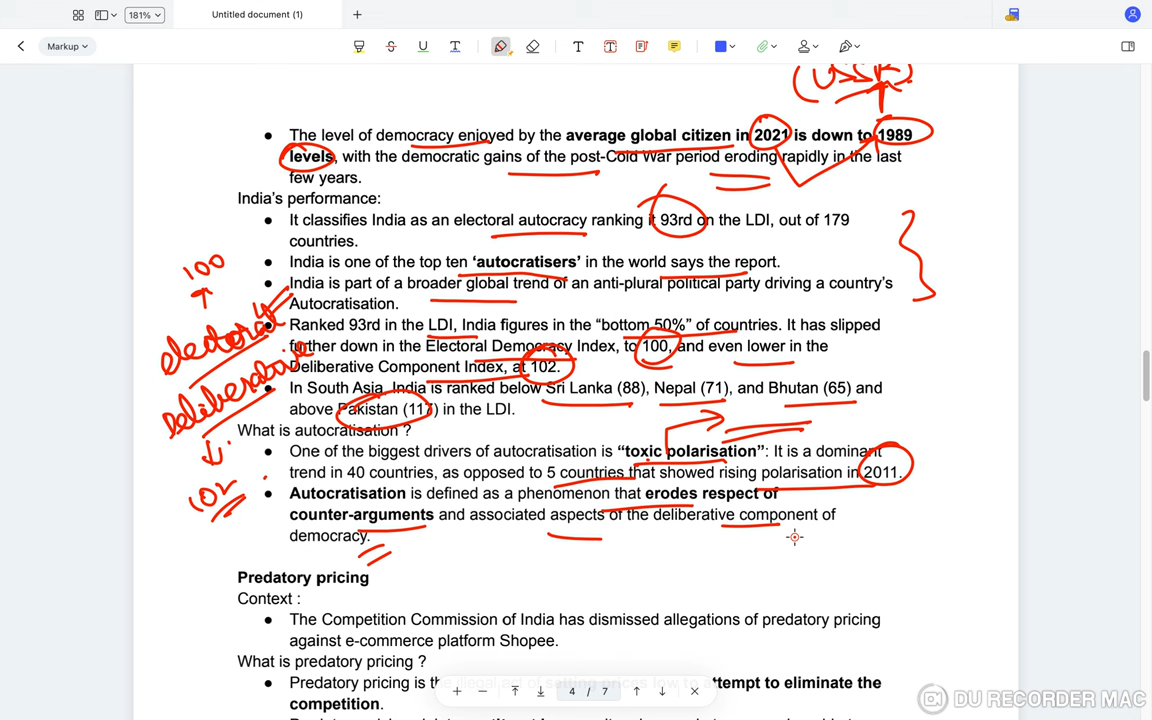 181%
Untitled document (1)
Markup
(USSR)
The level of democracy enjoyed by the average global citizen in 2021 is down to 1989
levels, with the democratic gains of the post-Cold War period eroding rapidly in the last
few years.
India's performance:
It classifies India as an electoral autocracy ranking it 93rd on the LDI, out of 179
countries.
India is one of the top ten 'autocratisers' in the world says the report.
India is part of a broader global trend of an anti-plural political party driving a country's
Autocratisation.
Ranked 93rd in the LDI, India figures in the "bottom 50%" of countries. It has slipped
further down in the Electoral Democracy Index, to 100, and even lower in the
Deliberative Component Index, at 102.
In South Asia, India is ranked below Sri Lanka (88), Nepal (71), and Bhutan (65) and
above Pakistan (117) in the LDI.
100
electoral
Deliberative
102
What is autocratisation ?
One of the biggest drivers of autocratisation is "toxic polarisation": It is a dominant
trend in 40 countries, as opposed to 5 countries that showed rising polarisation in 2011.
Autocratisation is defined as a phenomenon that erodes respect of
counter-arguments and associated aspects of the deliberative component of
democracy.
Predatory pricing
Context :
The Competition Commission of India has dismissed allegations of predatory pricing
against e-commerce platform Shopee.
What is predatory pricing ?
Predatory pricing is the illegal act of setting prices low to attempt to eliminate the
competition.
4 / 7
DU RECORDER MAC